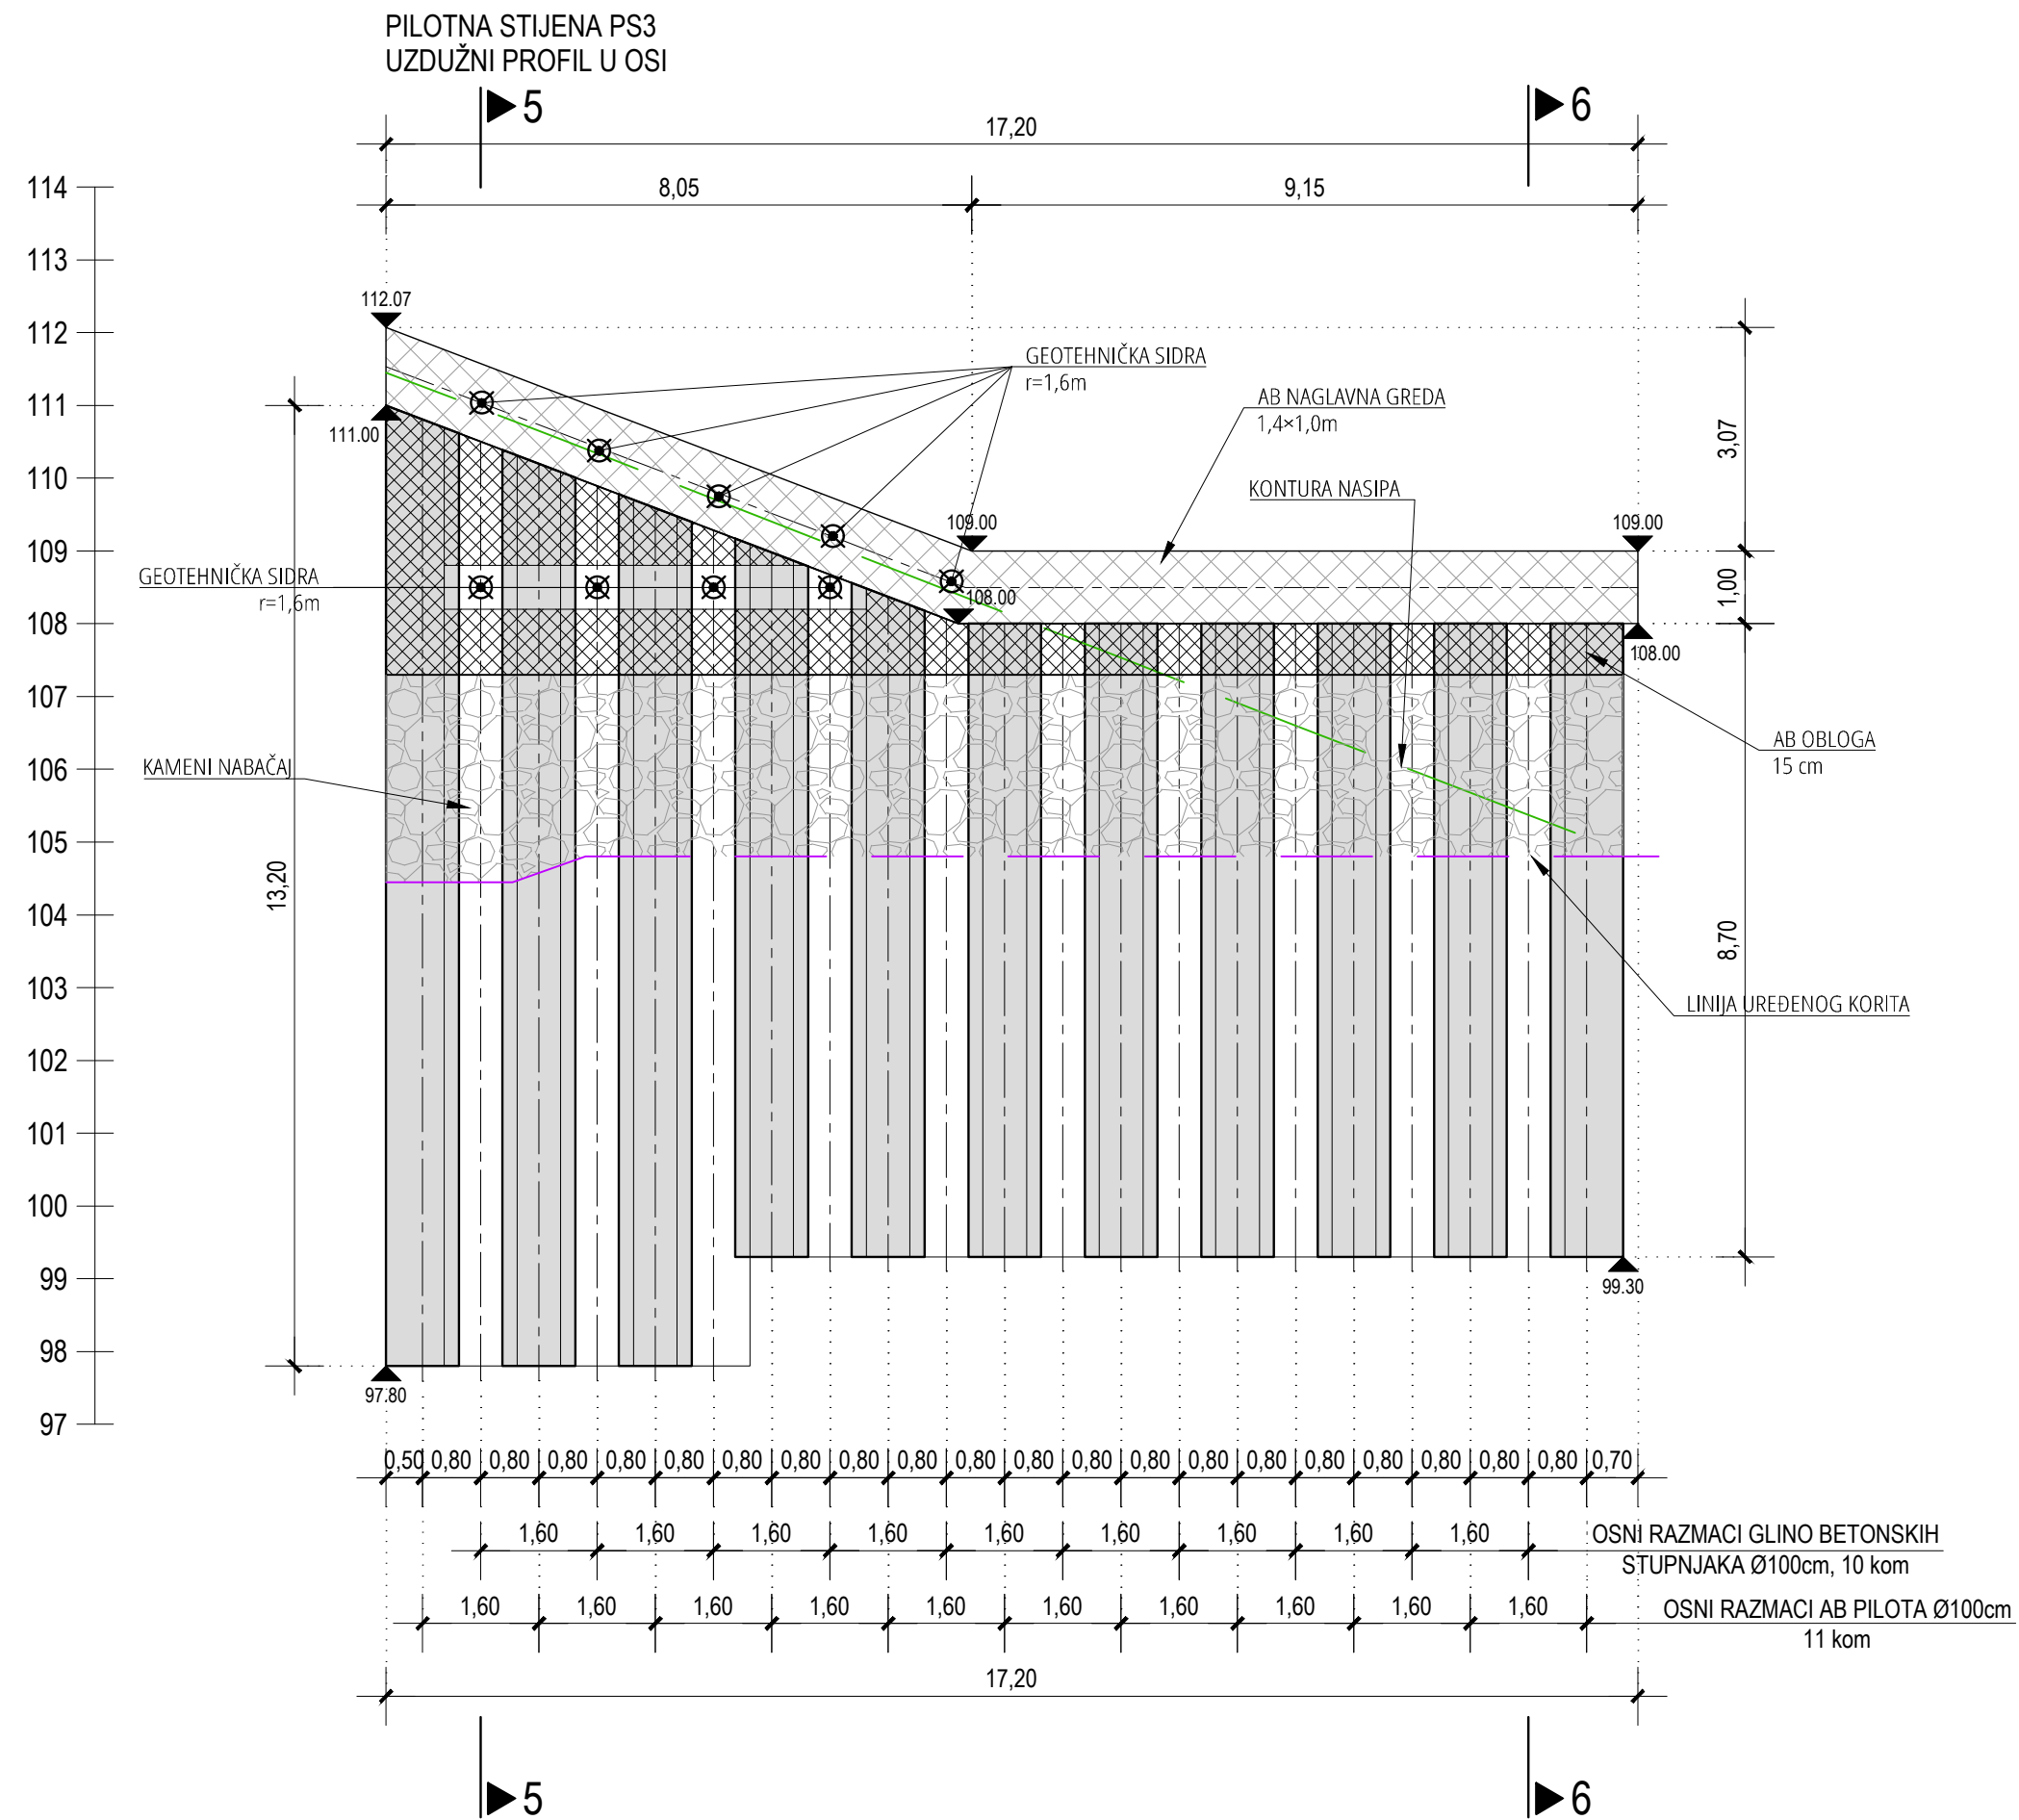 PILOTNA STIJENA PS3
UZDUŽNI PROFIL U OSI
5
6
17,20
8,05
9,15
114
113
112
111
110
109
108
107
106
105
104
103
102
101
100
99
98
97
112.07
111.00
109.00
109.00
108.00
108.00
97.80
99.30
GEOTEHNIČKA SIDRA
r=1,6m
AB NAGLAVNA GREDA
1,4×1,0m
KONTURA NASIPA
GEOTEHNIČKA SIDRA
r=1,6m
KAMENI NABAČAJ
AB OBLOGA
15 cm
LINIJA UREĐENOG KORITA
13,20
3,07
1,00
8,70
0,50 0,80 0,80 0,80 0,80 0,80 0,80 0,80 0,80 0,80 0,80 0,80 0,80 0,80 0,80 0,80 0,80 0,80 0,80 0,80 0,80 0,70
1,60 1,60 1,60 1,60 1,60 1,60 1,60 1,60 1,60
OSNI RAZMACI GLINO BETONSKIH
STUPNJAKA Ø100cm, 10 kom
1,60 1,60 1,60 1,60 1,60 1,60 1,60 1,60 1,60 1,60
OSNI RAZMACI AB PILOTA Ø100cm
11 kom
17,20
5
6